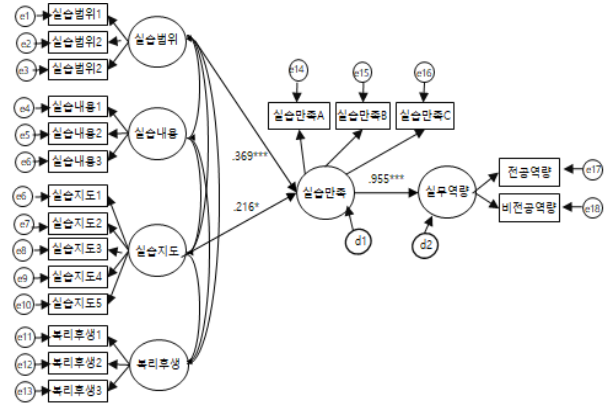 e1 실습범위1
e2 실습범위2
e3 실습범위2
실습범위
e4 실습내용1
e5 실습내용2
e6 실습내용3
실습내용
e6 실습지도1
e7 실습지도2
e8 실습지도3
e9 실습지도4
e10 실습지도5
실습지도
e11 복리후생1
e12 복리후생2
e13 복리후생3
복리후생
.369***
.216*
e14 e15 e16
실습만족A 실습만족B 실습만족C
실습만족
d1
.955***
실무역량
d2
전공역량 e17
비전공역량 e18